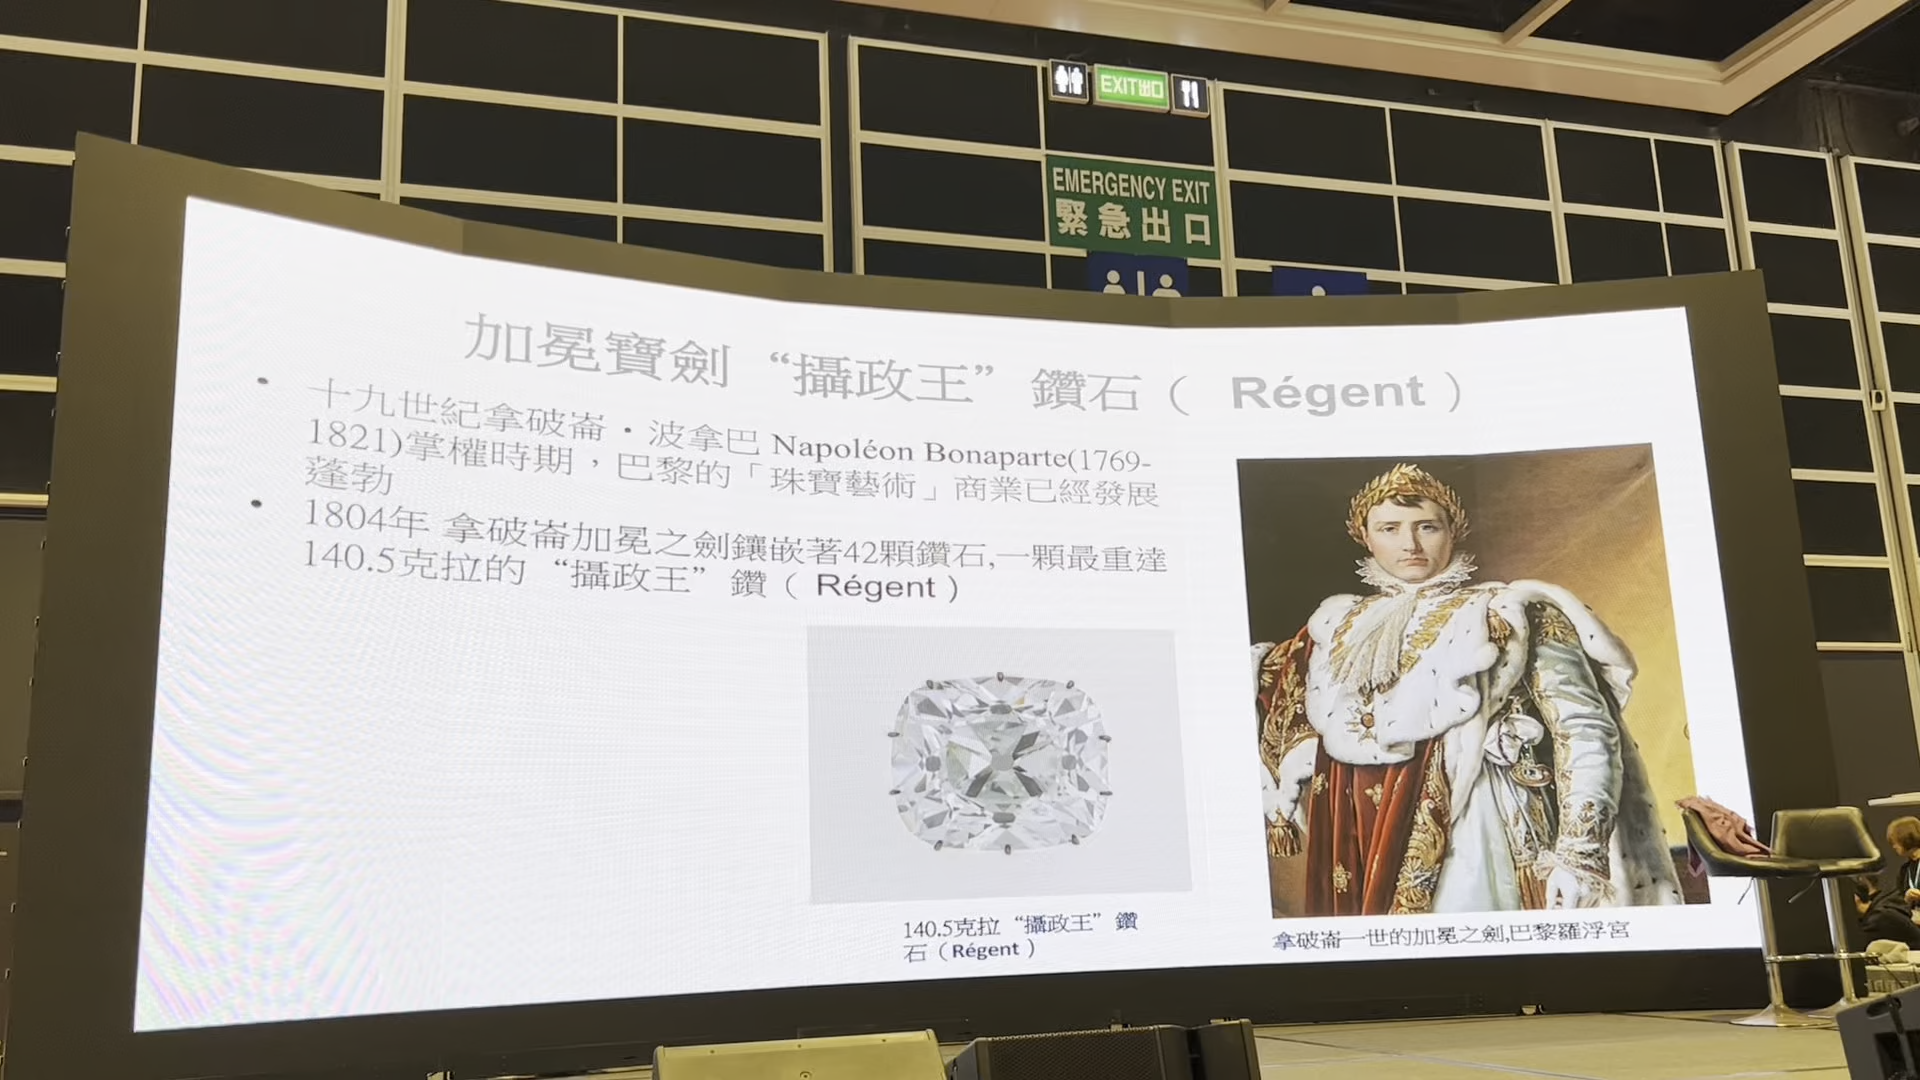 EXIT出口
EMERGENCY EXIT
緊急出口
加冕寶劍 “攝政王” 鑽石（ Régent ）
• 十九世紀拿破崙・波拿巴 Napoléon Bonaparte(1769-
1821)掌權時期，巴黎的「珠寶藝術」商業已經發展
蓬勃
• 1804年 拿破崙加冕之劍鑲嵌著42顆鑽石,一顆最重達
140.5克拉的 “攝政王” 鑽（ Régent ）
140.5克拉 “攝政王” 鑽
石（Régent ）
拿破崙一世的加冕之劍,巴黎羅浮宮